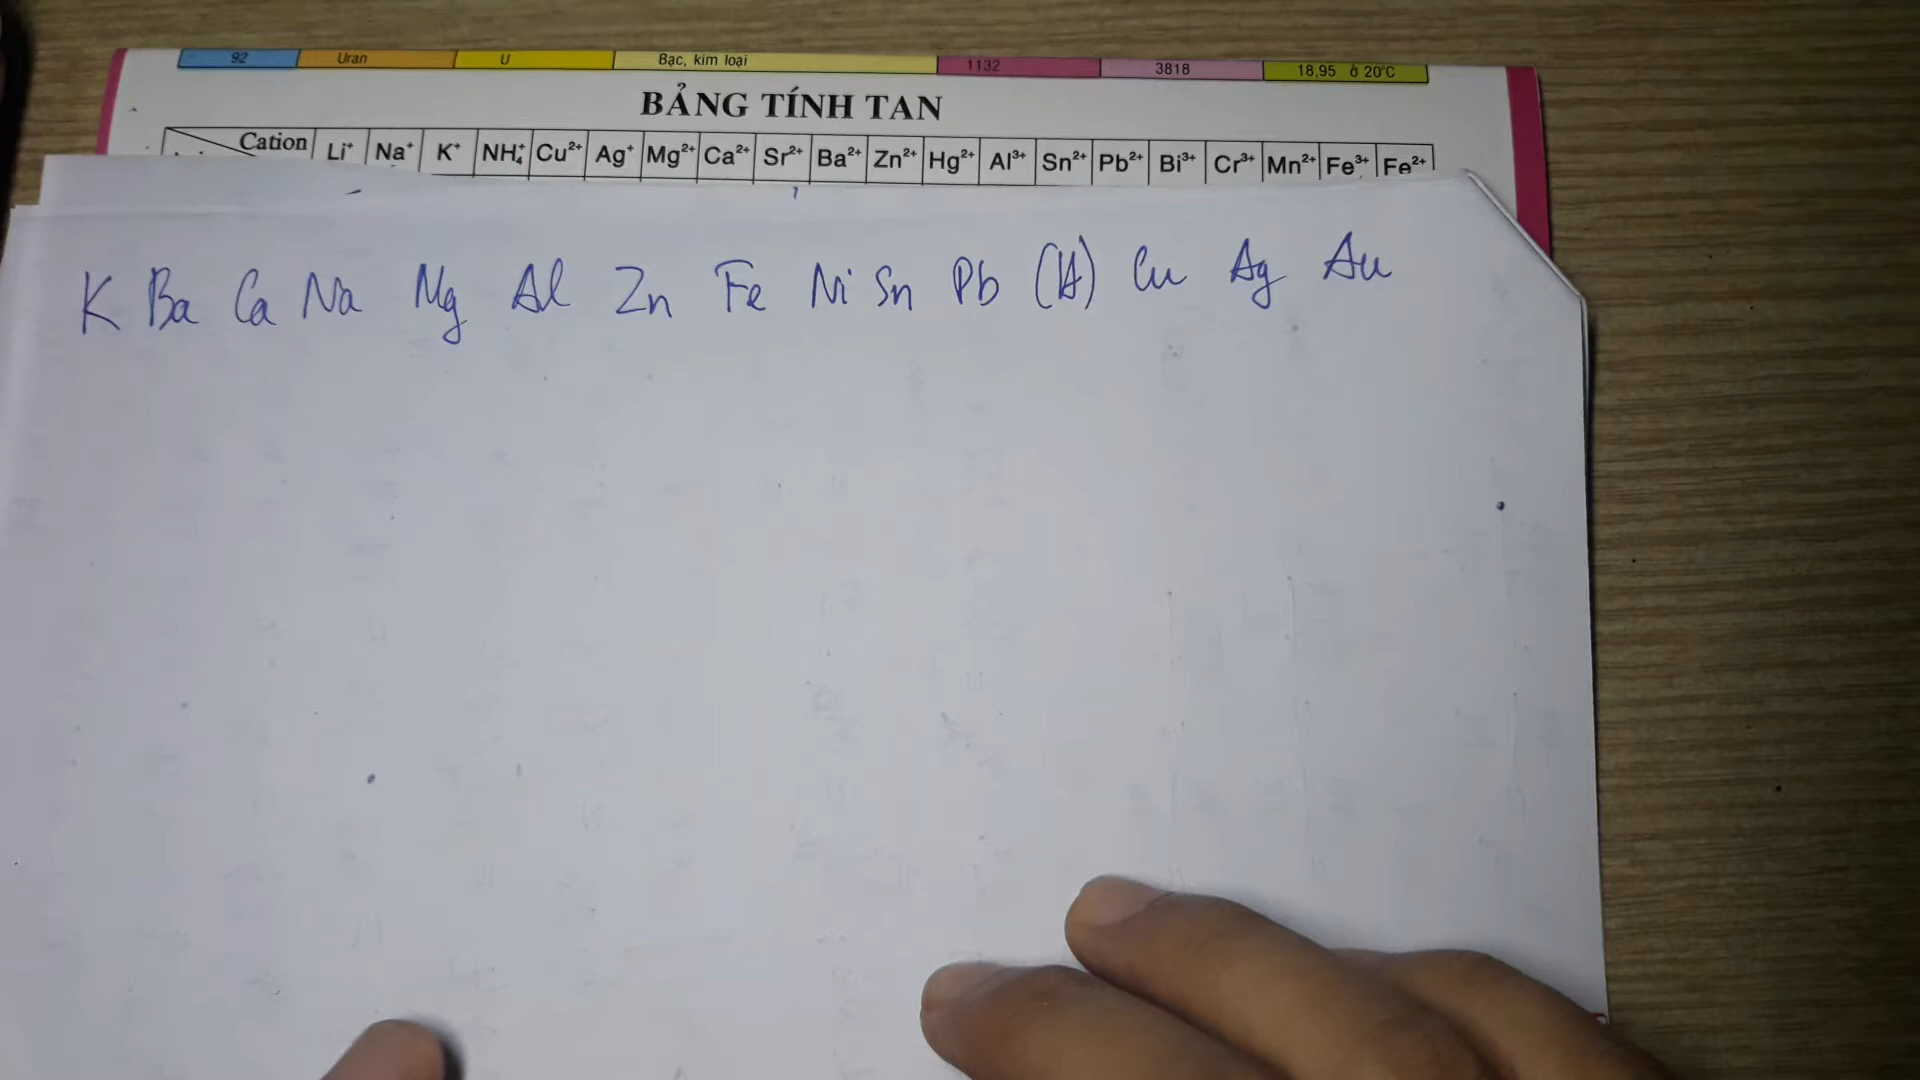 92 Uran U Bạc, kim loại 1132 3818 18,95 ở 20°C
BẢNG TÍNH TAN
Cation Li⁺ Na⁺ K⁺ NH₄⁺ Cu²⁺ Ag⁺ Mg²⁺ Ca²⁺ Sr²⁺ Ba²⁺ Zn²⁺ Hg²⁺ Al³⁺ Sn²⁺ Pb²⁺ Bi³⁺ Cr³⁺ Mn²⁺ Fe³⁺ Fe²⁺
K Ba Ca Na Mg Al Zn Fe Ni Sn Pb (H) Cu Ag Au